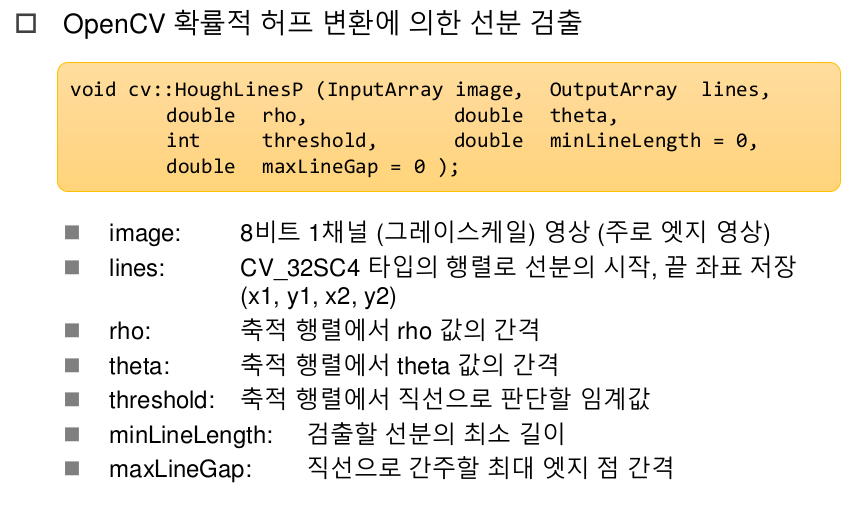 OpenCV 확률적 허프 변환에 의한 선분 검출
void cv::HoughLinesP (InputArray image, OutputArray lines,
double rho, double theta,
int threshold, double minLineLength = 0,
double maxLineGap = 0 );
image: 8비트 1채널 (그레이스케일) 영상 (주로 엣지 영상)
lines: CV_32SC4 타입의 행렬로 선분의 시작, 끝 좌표 저장
(x1, y1, x2, y2)
rho: 축적 행렬에서 rho 값의 간격
theta: 축적 행렬에서 theta 값의 간격
threshold: 축적 행렬에서 직선으로 판단할 임계값
minLineLength: 검출할 선분의 최소 길이
maxLineGap: 직선으로 간주할 최대 엣지 점 간격